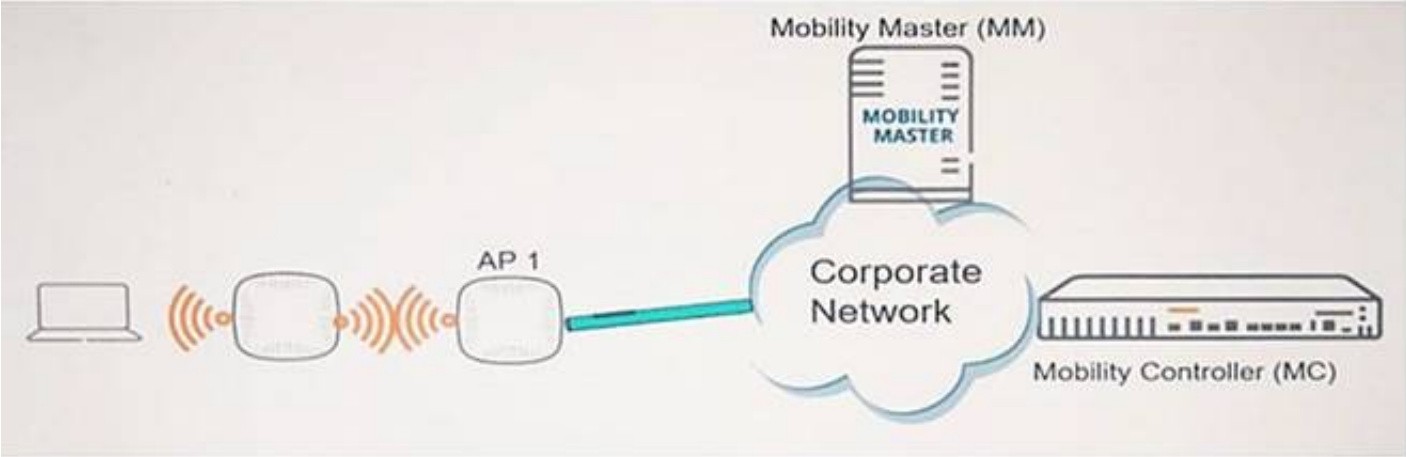 Mobility Master (MM)
MOBILITY
MASTER
AP 1
Corporate
Network
Mobility Controller (MC)